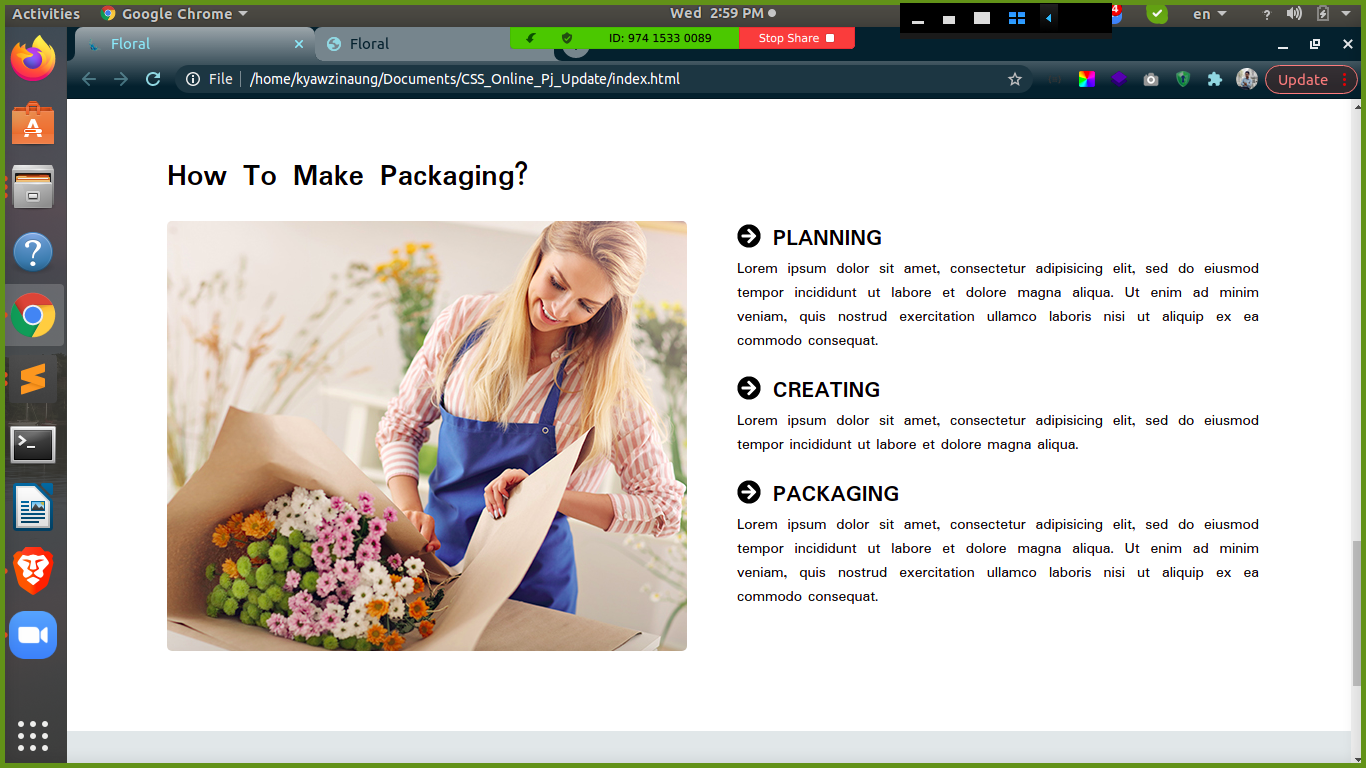 Activities
Google Chrome
Wed 2:59 PM
4
en
?
Floral
Floral
ID: 974 1533 0089
Stop Share
File
/home/kyawzinaung/Documents/CSS_Online_Pj_Update/index.html
Update
How To Make Packaging?
PLANNING
Lorem ipsum dolor sit amet, consectetur adipisicing elit, sed do eiusmod
tempor incididunt ut labore et dolore magna aliqua. Ut enim ad minim
veniam, quis nostrud exercitation ullamco laboris nisi ut aliquip ex ea
commodo consequat.
CREATING
Lorem ipsum dolor sit amet, consectetur adipisicing elit, sed do eiusmod
tempor incididunt ut labore et dolore magna aliqua.
PACKAGING
Lorem ipsum dolor sit amet, consectetur adipisicing elit, sed do eiusmod
tempor incididunt ut labore et dolore magna aliqua. Ut enim ad minim
veniam, quis nostrud exercitation ullamco laboris nisi ut aliquip ex ea
commodo consequat.